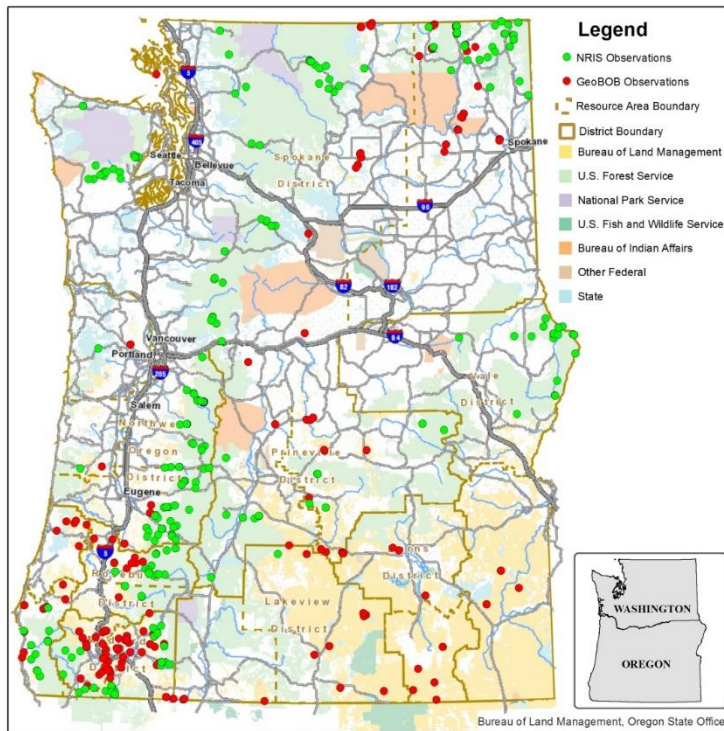 Legend
NRIS Observations
GeoBOB Observations
Resource Area Boundary
District Boundary
Bureau of Land Management
U.S. Forest Service
National Park Service
U.S. Fish and Wildlife Service
Bureau of Indian Affairs
Other Federal
State
5
405
Seattle
Bellevue
Tacoma
Spokane
District
Spokane
90
82
182
84
Vancouver
Portland
205
Salem
Northwest
Oregon
District
Vale
District
Prineville
District
Eugene
5
District
District
Lakeview
District
District
WASHINGTON
OREGON
Bureau of Land Management, Oregon State Office